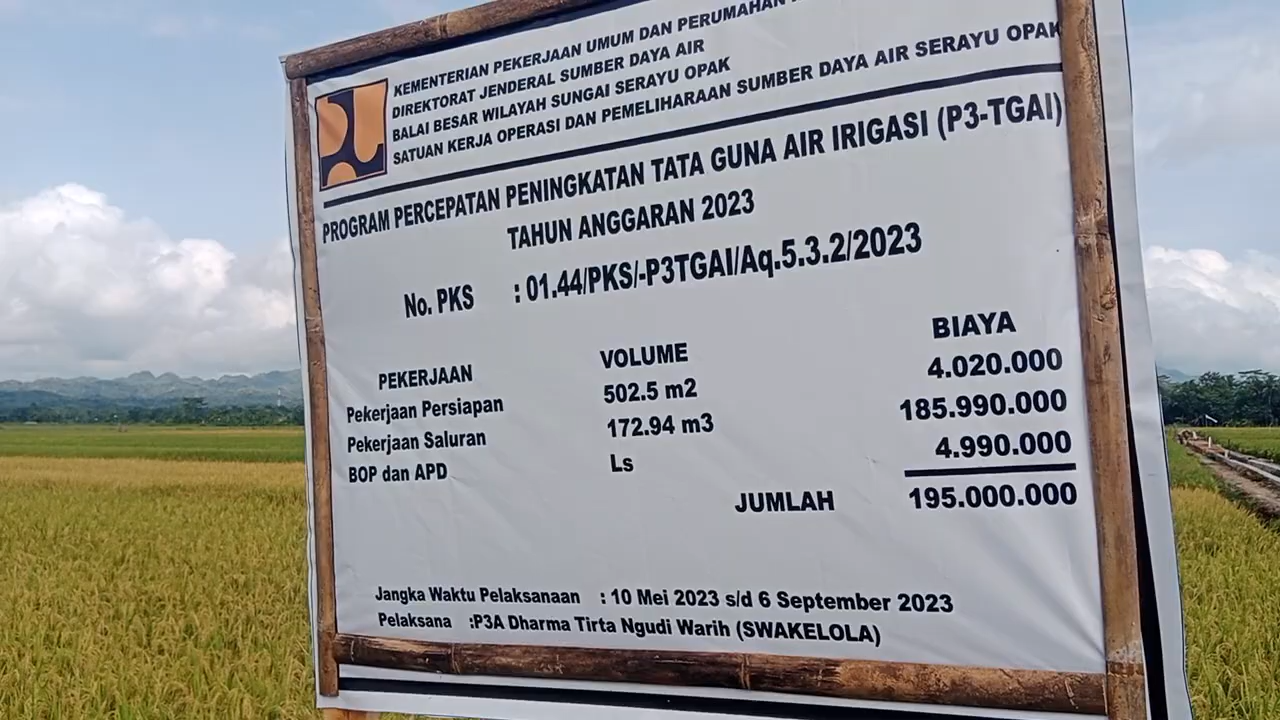 KEMENTERIAN PEKERJAAN UMUM DAN PERUMAHAN
DIREKTORAT JENDERAL SUMBER DAYA AIR
BALAI BESAR WILAYAH SUNGAI SERAYU OPAK
SATUAN KERJA OPERASI DAN PEMELIHARAAN SUMBER DAYA AIR SERAYU OPAK
PROGRAM PERCEPATAN PENINGKATAN TATA GUNA AIR IRIGASI (P3-TGAI)
TAHUN ANGGARAN 2023
No. PKS : 01.44/PKS/-P3TGAI/Aq.5.3.2/2023
PEKERJAAN VOLUME BIAYA
Pekerjaan Persiapan 502.5 m2 4.020.000
Pekerjaan Saluran 172.94 m3 185.990.000
BOP dan APD Ls 4.990.000
JUMLAH 195.000.000
Jangka Waktu Pelaksanaan : 10 Mei 2023 s/d 6 September 2023
Pelaksana :P3A Dharma Tirta Ngudi Warih (SWAKELOLA)